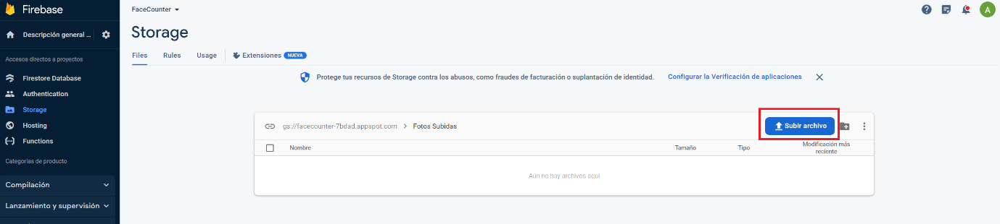 Firebase
Descripción general ...
Accesos directos a proyectos
Firestore Database
Authentication
Storage
Hosting
Functions
Categorías de producto
Compilación
Lanzamiento y supervisión
FaceCounter
A
Storage
Files Rules Usage Extensiones NUEVA
Protege tus recursos de Storage contra los abusos, como fraudes de facturación o suplantación de identidad. Configurar la Verificación de aplicaciones
gs://facecounter-7bdad.appspot.com > Fotos Subidas Subir archivo
Nombre Tamaño Tipo Modificación más
reciente
Aún no hay archivos aquí